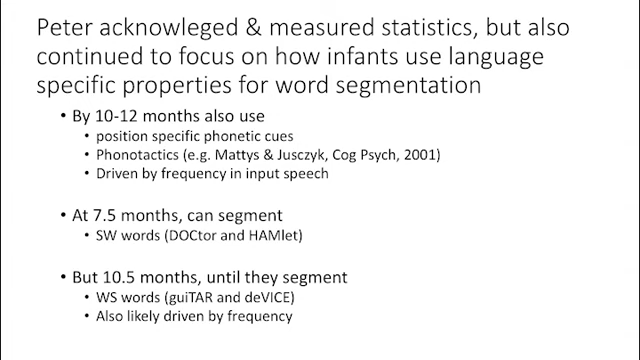 Peter acknowleged & measured statistics, but also
continued to focus on how infants use language
specific properties for word segmentation
• By 10-12 months also use
• position specific phonetic cues
• Phonotactics (e.g. Mattys & Jusczyk, Cog Psych, 2001)
• Driven by frequency in input speech
• At 7.5 months, can segment
• SW words (DOCtor and HAMlet)
• But 10.5 months, until they segment
• WS words (guiTAR and deVICE)
• Also likely driven by frequency